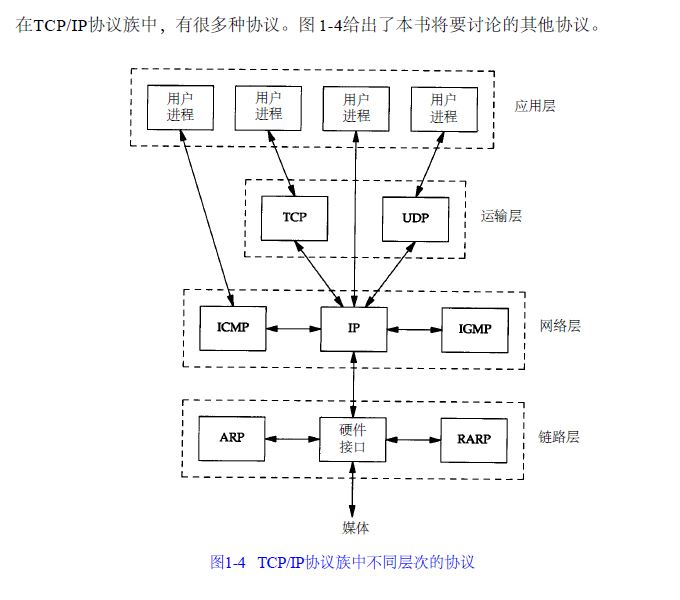 在TCP/IP协议族中，有很多种协议。图1-4给出了本书将要讨论的其他协议。
用户 用户 用户 用户
进程 进程 进程 进程
应用层
TCP UDP 运输层
ICMP IP IGMP 网络层
ARP 硬件接口 RARP 链路层
媒体
图1-4 TCP/IP协议族中不同层次的协议